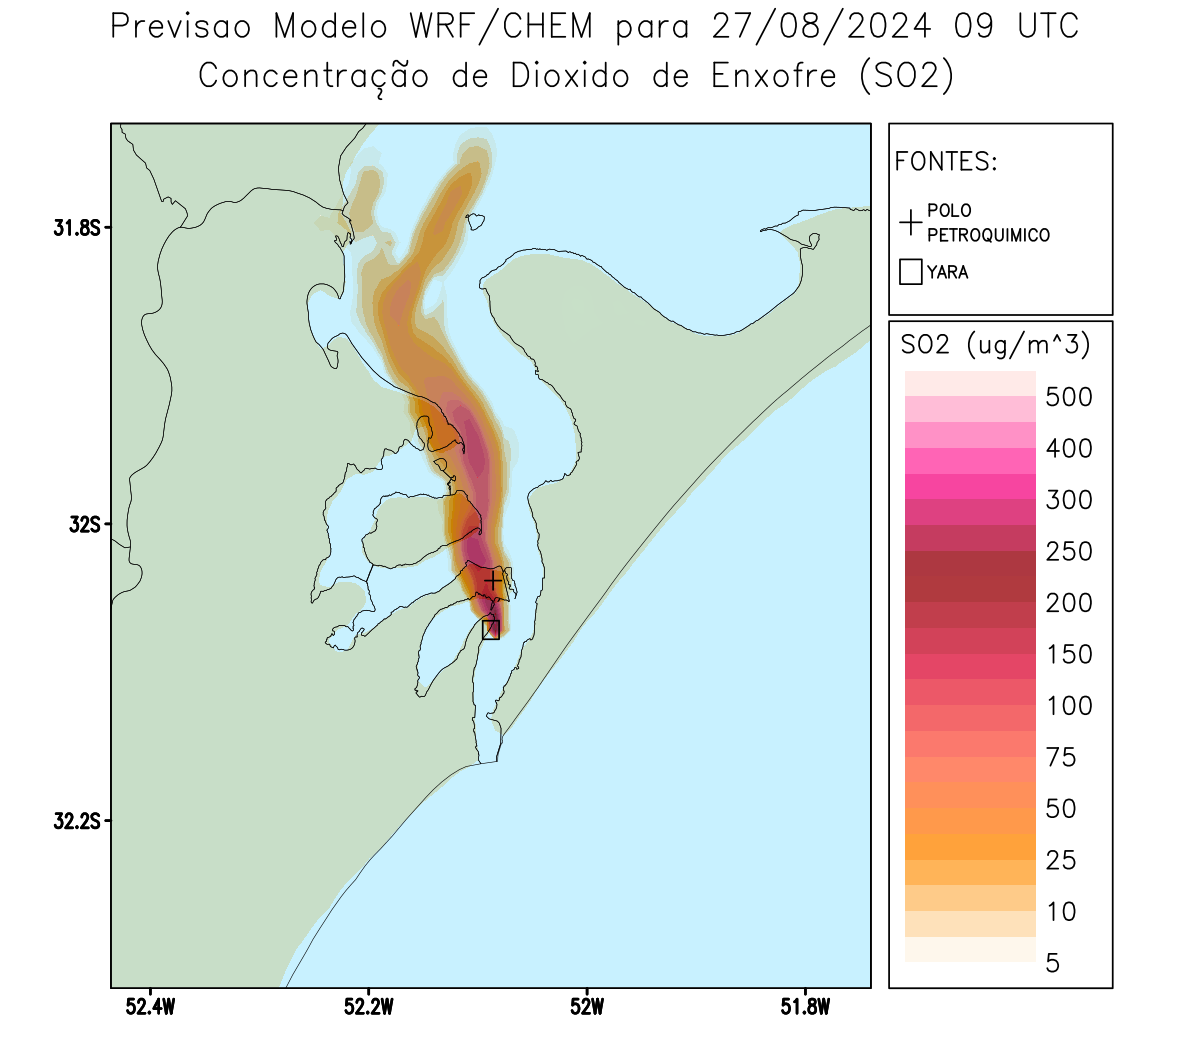 Previsao Modelo WRF/CHEM para 27/08/2024 09 UTC
Concentração de Dioxido de Enxofre (SO2)
FONTES:
POLO
PETROQUIMICO
YARA
SO2 (ug/m^3)
500
400
300
250
200
150
100
75
50
25
10
5
31.8S
32S
32.2S
52.4W
52.2W
52W
51.8W